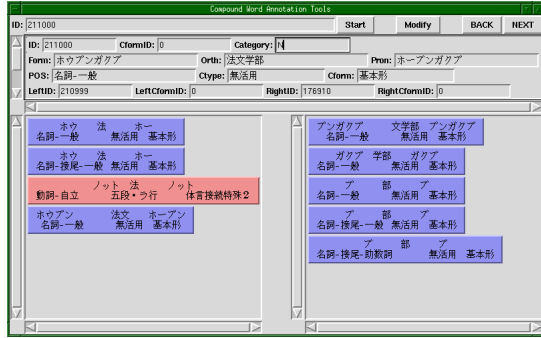 Compound Word Annotation Tools
ID: 211000 Start Modify BACK NEXT
ID: 211000 CformID: 0 Category: N
Form: ホウブンガクブ Orth: 法文学部 Pron: ホーブンガクブ
POS: 名詞-一般 Ctype: 無活用 Cform: 基本形
LeftID: 210999 LeftCformID: 0 RightID: 176910 RightCformID: 0
ホウ 法 ホー
名詞-一般 無活用 基本形
ホウ 法 ホー
名詞-接尾-一般 無活用 基本形
ノット 法 ノット
動詞-自立 五段・ラ行 体言接続特殊2
ホウブン 法文 ホーブン
名詞-一般 無活用 基本形
ブンガクブ 文学部 ブンガクブ
名詞-一般 無活用 基本形
ガクブ 学部 ガクブ
名詞-接尾-一般 無活用 基本形
ブ 部 ブ
名詞-一般 無活用 基本形
ブ 部 ブ
名詞-接尾-一般 無活用 基本形
ブ 部 ブ
名詞-接尾-助数詞 無活用 基本形